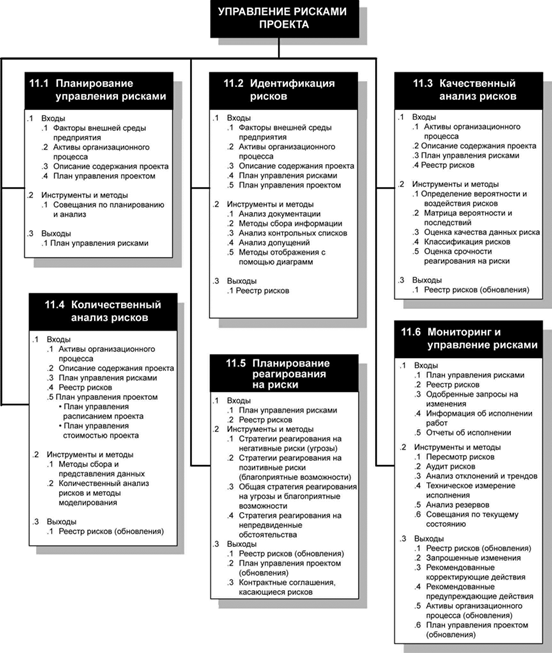 УПРАВЛЕНИЕ РИСКАМИ
ПРОЕКТА
11.1 Планирование
управления рисками
.1 Входы
.1 Факторы внешней среды
предприятия
.2 Активы организационного
процесса
.3 Описание содержания проекта
.4 План управления проектом
.2 Инструменты и методы
.1 Совещания по планированию
и анализ
.3 Выходы
.1 План управления рисками
11.2 Идентификация
рисков
.1 Входы
.1 Факторы внешней среды
предприятия
.2 Активы организационного
процесса
.3 Описание содержания проекта
.4 План управления рисками
.5 План управления проектом
.2 Инструменты и методы
.1 Анализ документации
.2 Методы сбора информации
.3 Анализ контрольных списков
.4 Анализ допущений
.5 Методы отображения с
помощью диаграмм
.3 Выходы
.1 Реестр рисков
11.3 Качественный
анализ рисков
.1 Входы
.1 Активы организационного
процесса
.2 Описание содержания проекта
.3 План управления рисками
.4 Реестр рисков
.2 Инструменты и методы
.1 Определение вероятности и
воздействия рисков
.2 Матрица вероятности и
последствий
.3 Оценка качества данных риска
.4 Классификация рисков
.5 Оценка срочности
реагирования на риски
.3 Выходы
.1 Реестр рисков (обновления)
11.4 Количественный
анализ рисков
.1 Входы
.1 Активы организационного
процесса
.2 Описание содержания проекта
.3 План управления рисками
.4 Реестр рисков
.5 План управления проектом
• План управления
расписанием проекта
• План управления
стоимостью проекта
.2 Инструменты и методы
.1 Методы сбора и
представления данных
.2 Количественный анализ
рисков и методы
моделирования
.3 Выходы
.1 Реестр рисков (обновления)
11.5 Планирование
реагирования
на риски
.1 Входы
.1 План управления рисками
.2 Реестр рисков
.2 Инструменты и методы
.1 Стратегии реагирования на
негативные риски (угрозы)
.2 Стратегии реагирования на
позитивные риски
(благоприятные возможности)
.3 Общая стратегия реагирования
на угрозы и благоприятные
возможности
.4 Стратегия реагирования на
непредвиденные
обстоятельства
.3 Выходы
.1 Реестр рисков (обновления)
.2 План управления проектом
(обновления)
.3 Контрактные соглашения,
касающиеся рисков
11.6 Мониторинг и
управление рисками
.1 Входы
.1 План управления рисками
.2 Реестр рисков
.3 Одобренные запросы на
изменения
.4 Информация об исполнении
работ
.5 Отчеты об исполнении
.2 Инструменты и методы
.1 Пересмотр рисков
.2 Аудит рисков
.3 Анализ отклонений и трендов
.4 Техническое измерение
исполнения
.5 Анализ резервов
.6 Совещания по текущему
состоянию
.3 Выходы
.1 Реестр рисков (обновления)
.2 Запрошенные изменения
.3 Рекомендованные
корректирующие действия
.4 Рекомендованные
предупреждающие действия
.5 Активы организационного
процесса (обновления)
.6 План управления проектом
(обновления)